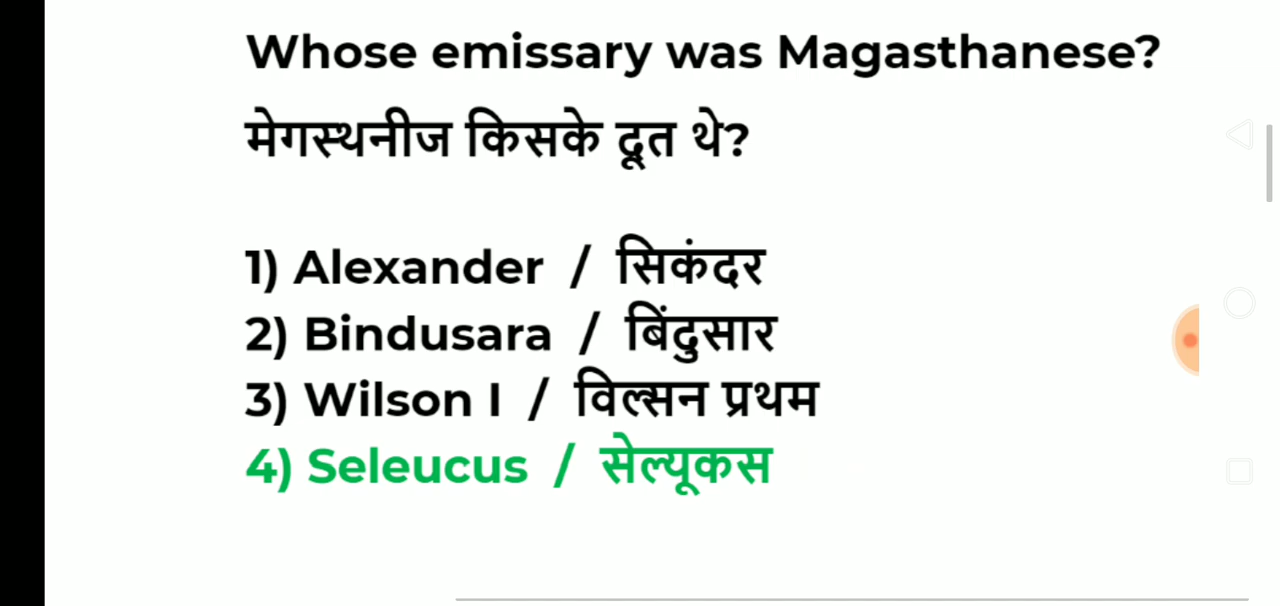 Whose emissary was Magasthanese?
मेगस्थनीज किसके दूत थे?
1) Alexander / सिकंदर
2) Bindusara / बिंदुसार
3) Wilson I / विल्सन प्रथम
4) Seleucus / सेल्यूकस